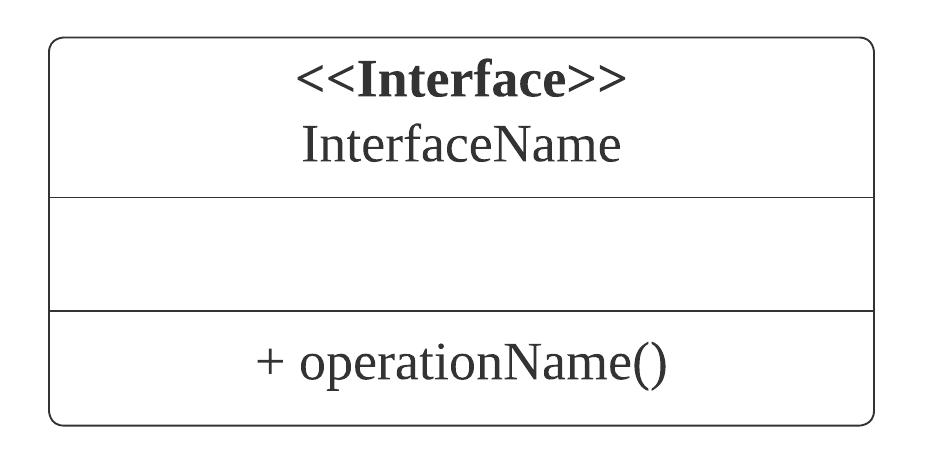 <<Interface>>
InterfaceName
+ operationName()